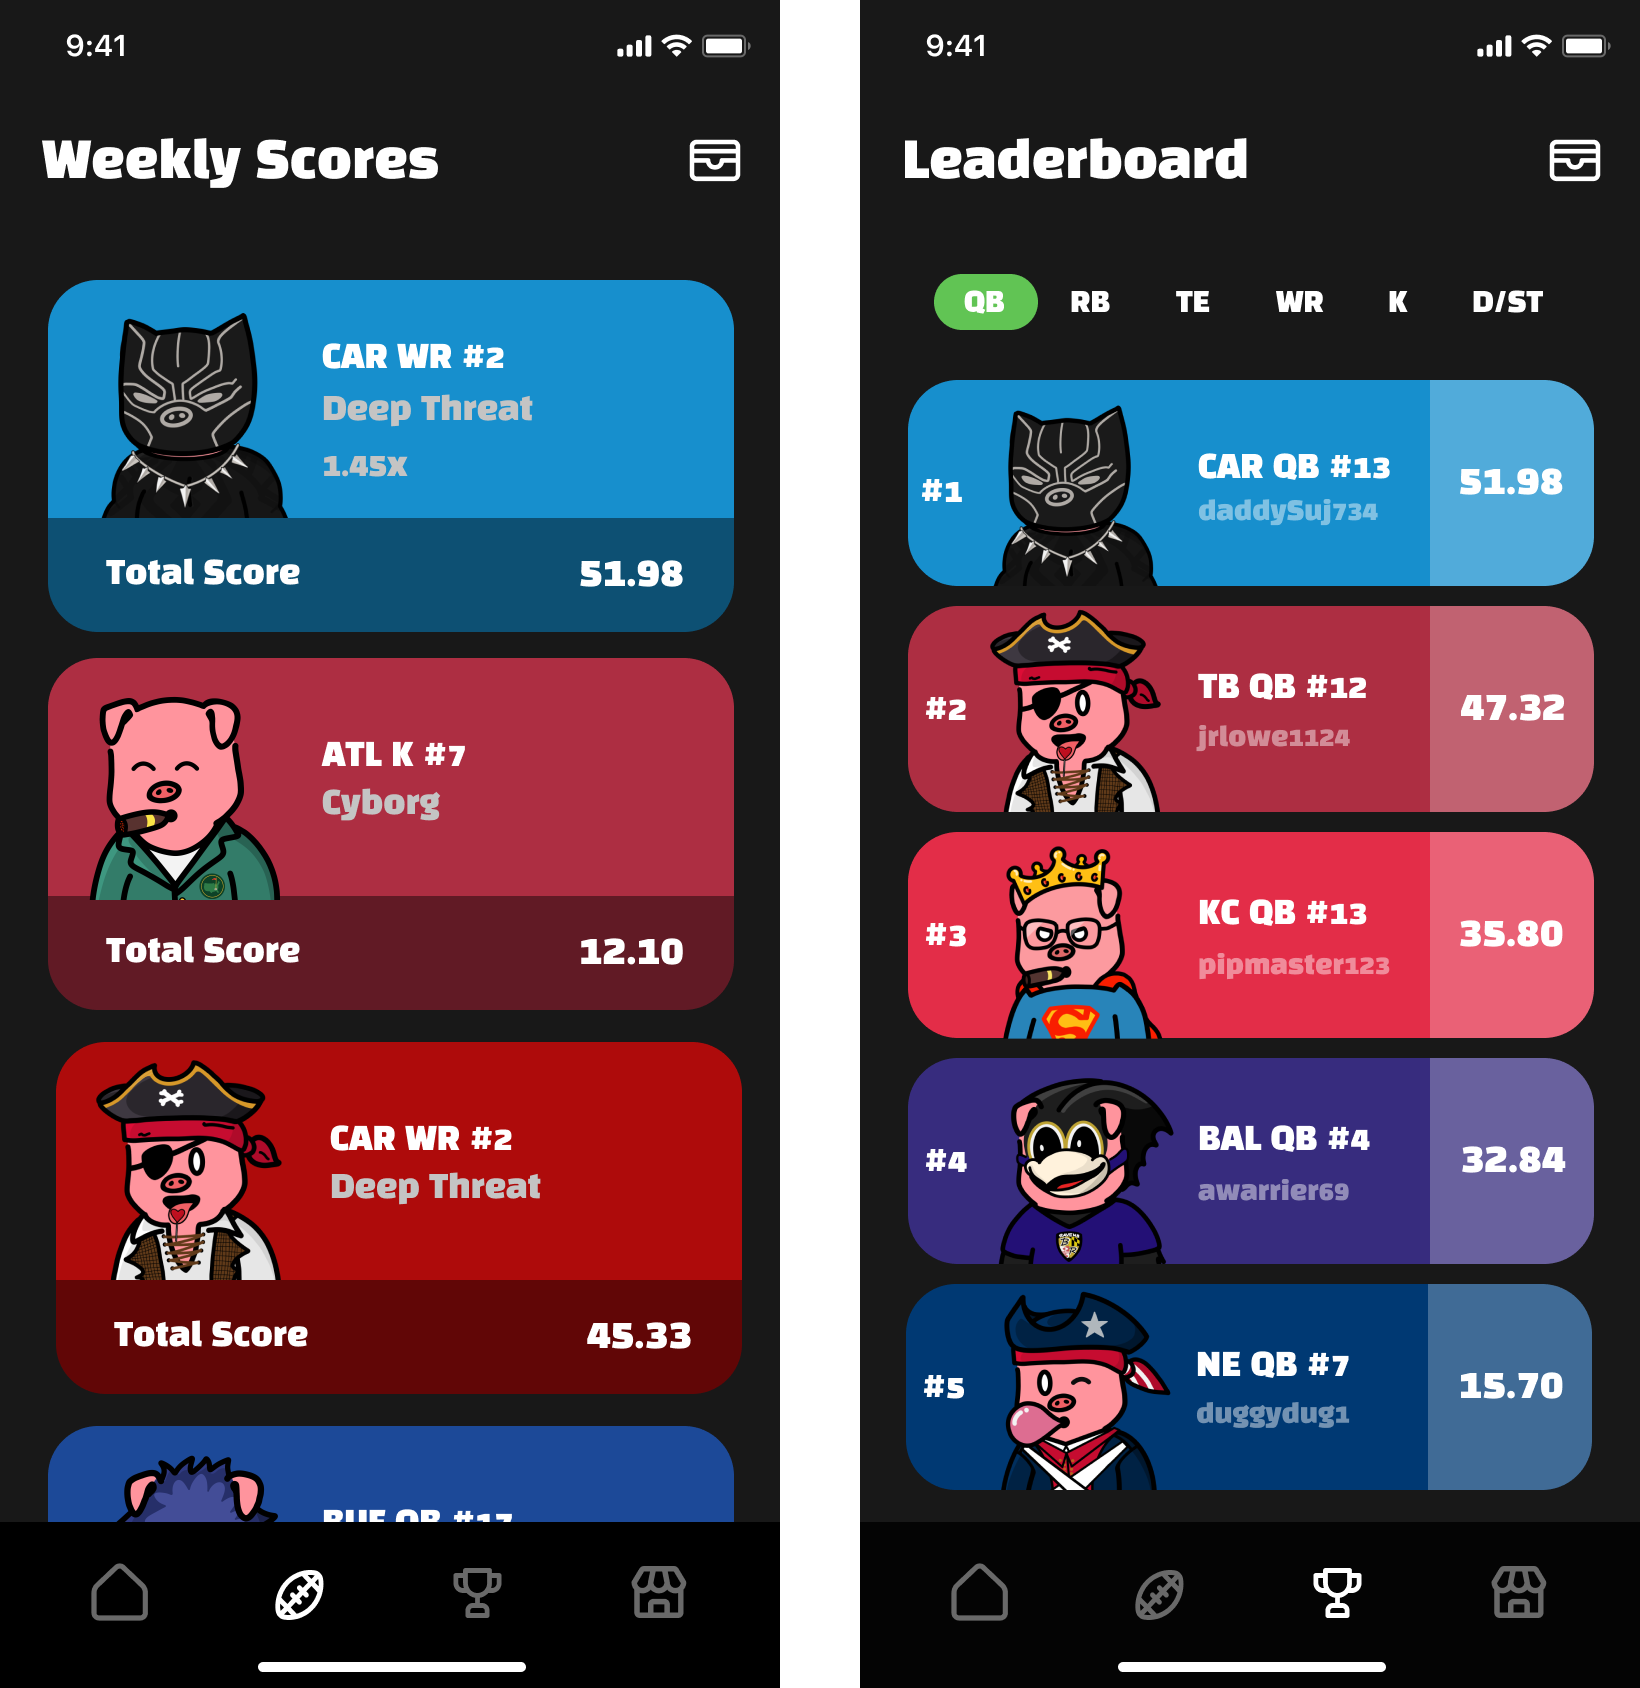 9:41
Weekly Scores
CAR WR #2
Deep Threat
1.45X
Total Score 51.98
ATL K #7
Cyborg
Total Score 12.10
CAR WR #2
Deep Threat
Total Score 45.33
BUF QB #17
9:41
Leaderboard
QB RB TE WR K D/ST
#1 CAR QB #13 51.98
daddySuj734
#2 TB QB #12 47.32
jrlowe1124
#3 KC QB #13 35.80
pipmaster123
#4 BAL QB #4 32.84
awarrier69
#5 NE QB #7 15.70
duggydug1